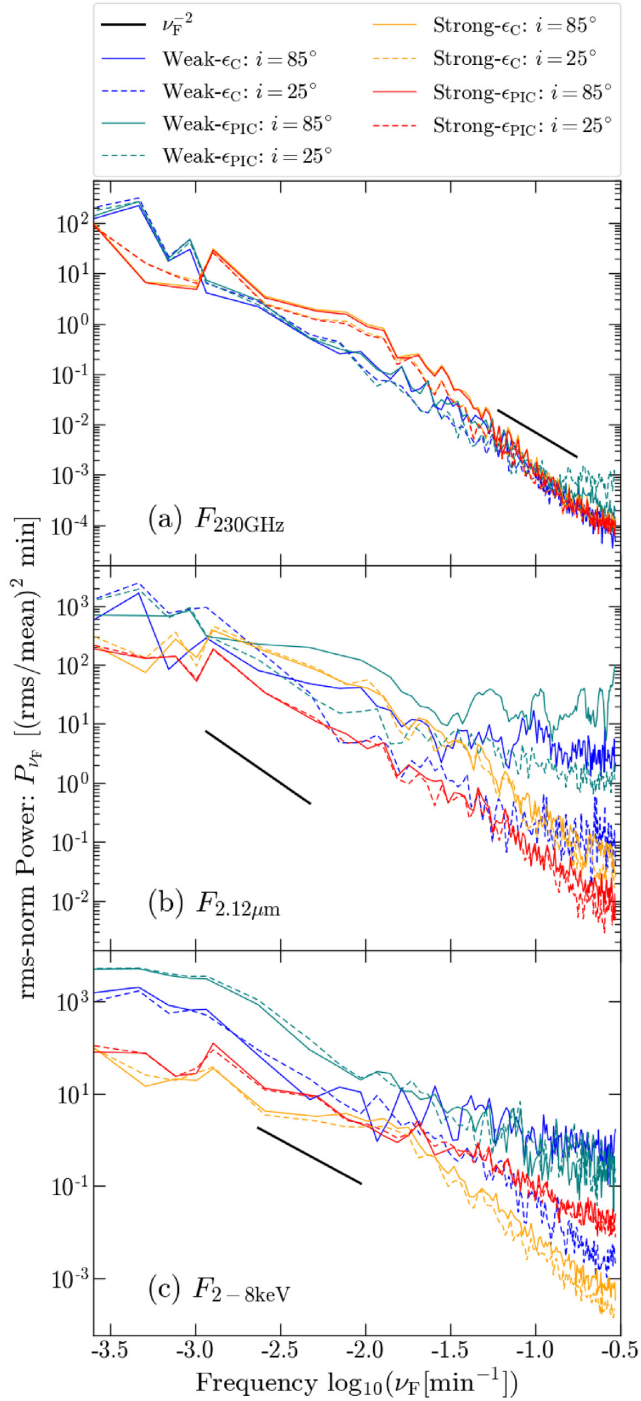 ν_F^−2
Weak-ϵ_C: i = 85°
Weak-ϵ_C: i = 25°
Weak-ϵ_PIC: i = 85°
Weak-ϵ_PIC: i = 25°
Strong-ϵ_C: i = 85°
Strong-ϵ_C: i = 25°
Strong-ϵ_PIC: i = 85°
Strong-ϵ_PIC: i = 25°
rms-norm Power: P_ν_F [(rms/mean)^2 min]
10^2
10^1
10^0
10^−1
10^−2
10^−3
10^−4
(a) F_230GHz
10^3
10^2
10^1
10^0
10^−1
10^−2
(b) F_2.12μm
10^3
10^1
10^−1
10^−3
(c) F_2−8keV
-3.5 -3.0 -2.5 -2.0 -1.5 -1.0 -0.5
Frequency log_10(ν_F[min^−1])